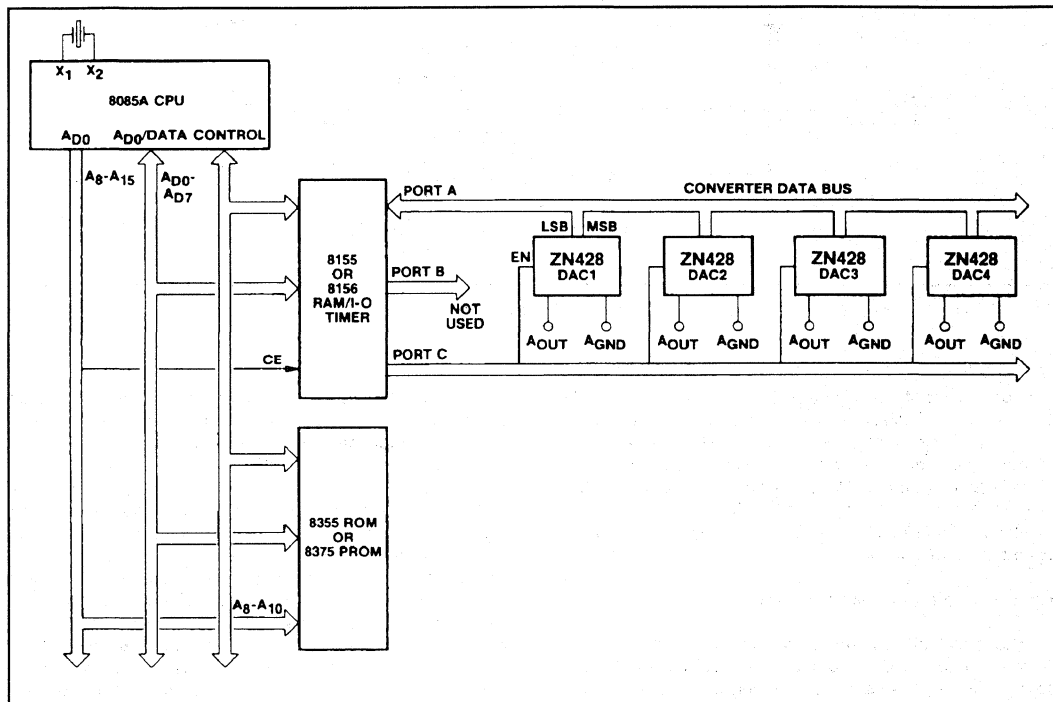 X1 X2
8085A CPU
AD0 AD0/DATA CONTROL
A8-A15
AD0-
AD7
8155
OR
8156
RAM/I-O
TIMER
CE
PORT A
CONVERTER DATA BUS
LSB MSB
EN
ZN428
DAC1
ZN428
DAC2
ZN428
DAC3
ZN428
DAC4
PORT B
NOT
USED
AOUT AGND
AOUT AGND
AOUT AGND
AOUT AGND
PORT C
8355 ROM
OR
8375 PROM
A8-A10